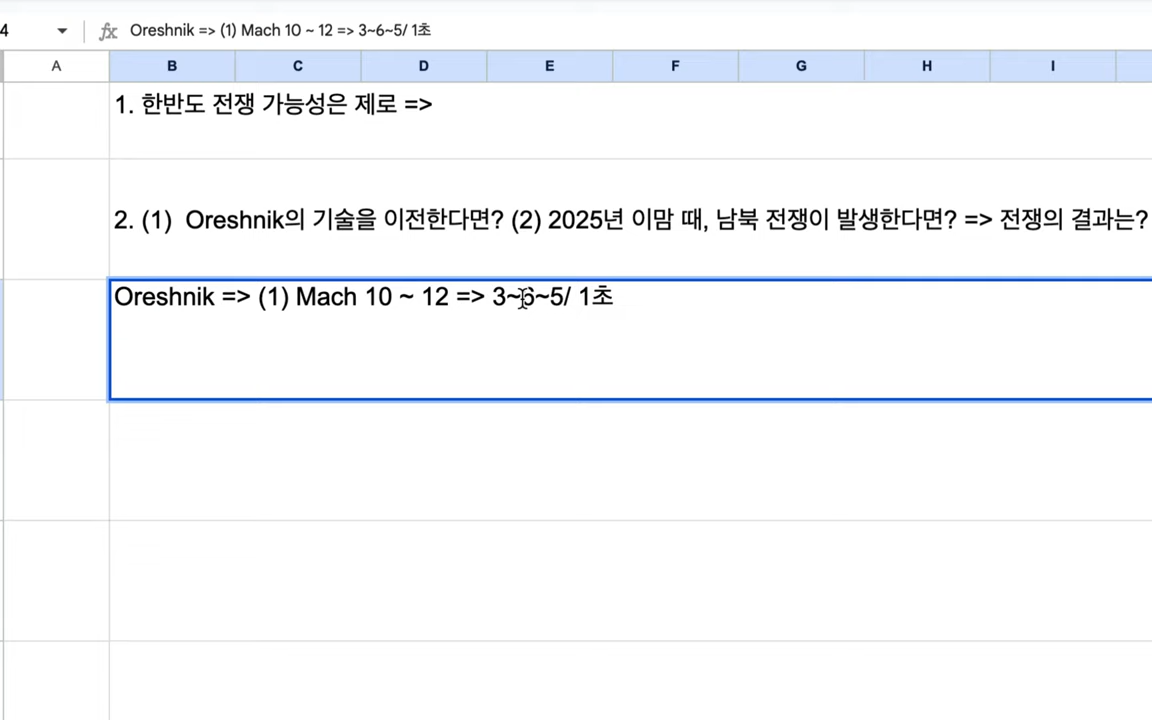 4 fx Oreshnik => (1) Mach 10 ~ 12 => 3~6~5/ 1초
A B C D E F G H I
1. 한반도 전쟁 가능성은 제로 =>
2. (1) Oreshnik의 기술을 이전한다면? (2) 2025년 이맘 때, 남북 전쟁이 발생한다면? => 전쟁의 결과는?
Oreshnik => (1) Mach 10 ~ 12 => 3~6~5/ 1초